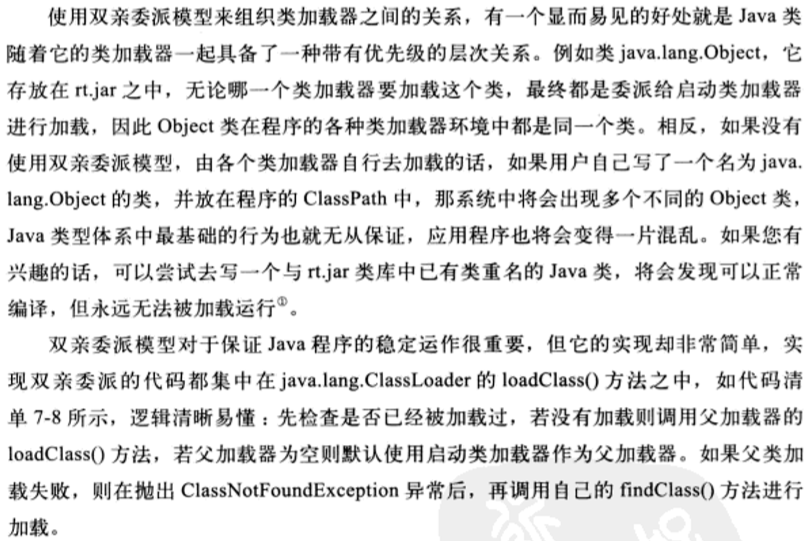 使用双亲委派模型来组织类加载器之间的关系，有一个显而易见的好处就是 Java 类
随着它的类加载器一起具备了一种带有优先级的层次关系。例如类 java.lang.Object，它
存放在 rt.jar 之中，无论哪一个类加载器要加载这个类，最终都是委派给启动类加载器
进行加载，因此 Object 类在程序的各种类加载器环境中都是同一个类。相反，如果没有
使用双亲委派模型，由各个类加载器自行去加载的话，如果用户自己写了一个名为 java.
lang.Object 的类，并放在程序的 ClassPath 中，那系统中将会出现多个不同的 Object 类，
Java 类型体系中最基础的行为也就无从保证，应用程序也将会变得一片混乱。如果您有
兴趣的话，可以尝试去写一个与 rt.jar 类库中已有类重名的 Java 类，将会发现可以正常
编译，但永远无法被加载运行①。
双亲委派模型对于保证 Java 程序的稳定运作很重要，但它的实现却非常简单，实
现双亲委派的代码都集中在 java.lang.ClassLoader 的 loadClass() 方法之中，如代码清
单 7-8 所示，逻辑清晰易懂：先检查是否已经被加载过，若没有加载则调用父加载器的
loadClass() 方法，若父加载器为空则默认使用启动类加载器作为父加载器。如果父类加
载失败，则在抛出 ClassNotFoundException 异常后，再调用自己的 findClass() 方法进行
加载。